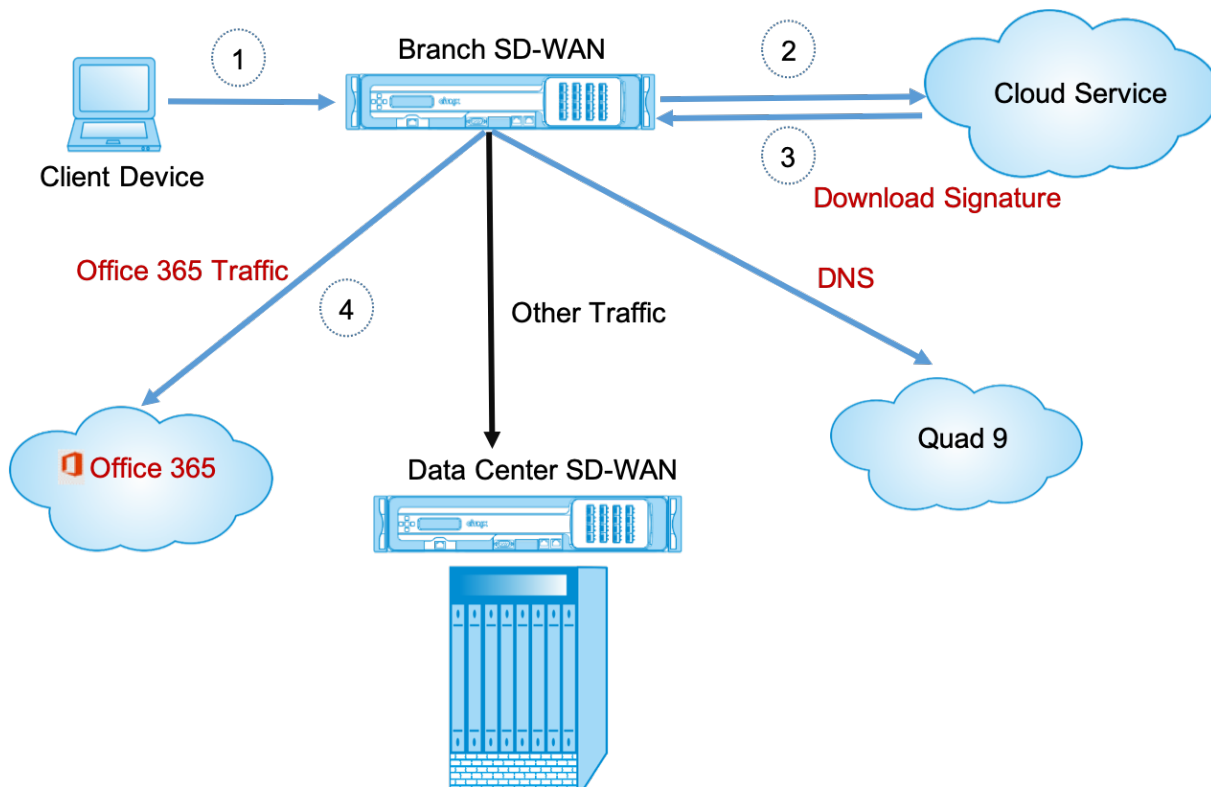 Branch SD-WAN
1
2
Cloud Service
Client Device
3
Download Signature
Office 365 Traffic
DNS
4
Other Traffic
Office 365
Quad 9
Data Center SD-WAN